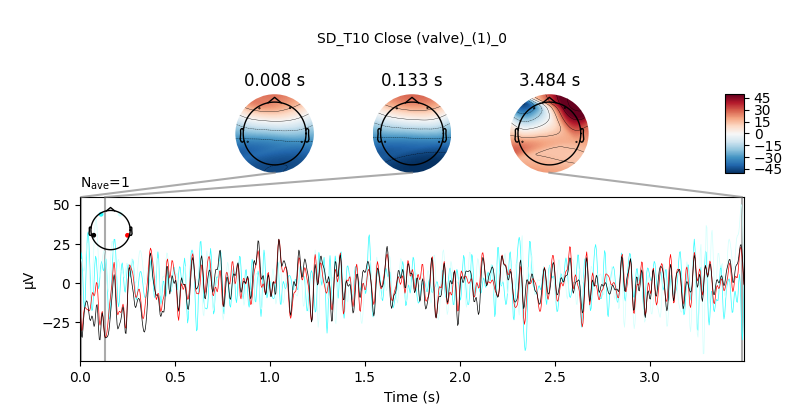 SD_T10 Close (valve)_(1)_0
0.008 s 0.133 s 3.484 s
45
30
15
0
−15
−30
−45
Nave=1
50
25
0
−25
µV
0.0 0.5 1.0 1.5 2.0 2.5 3.0
Time (s)